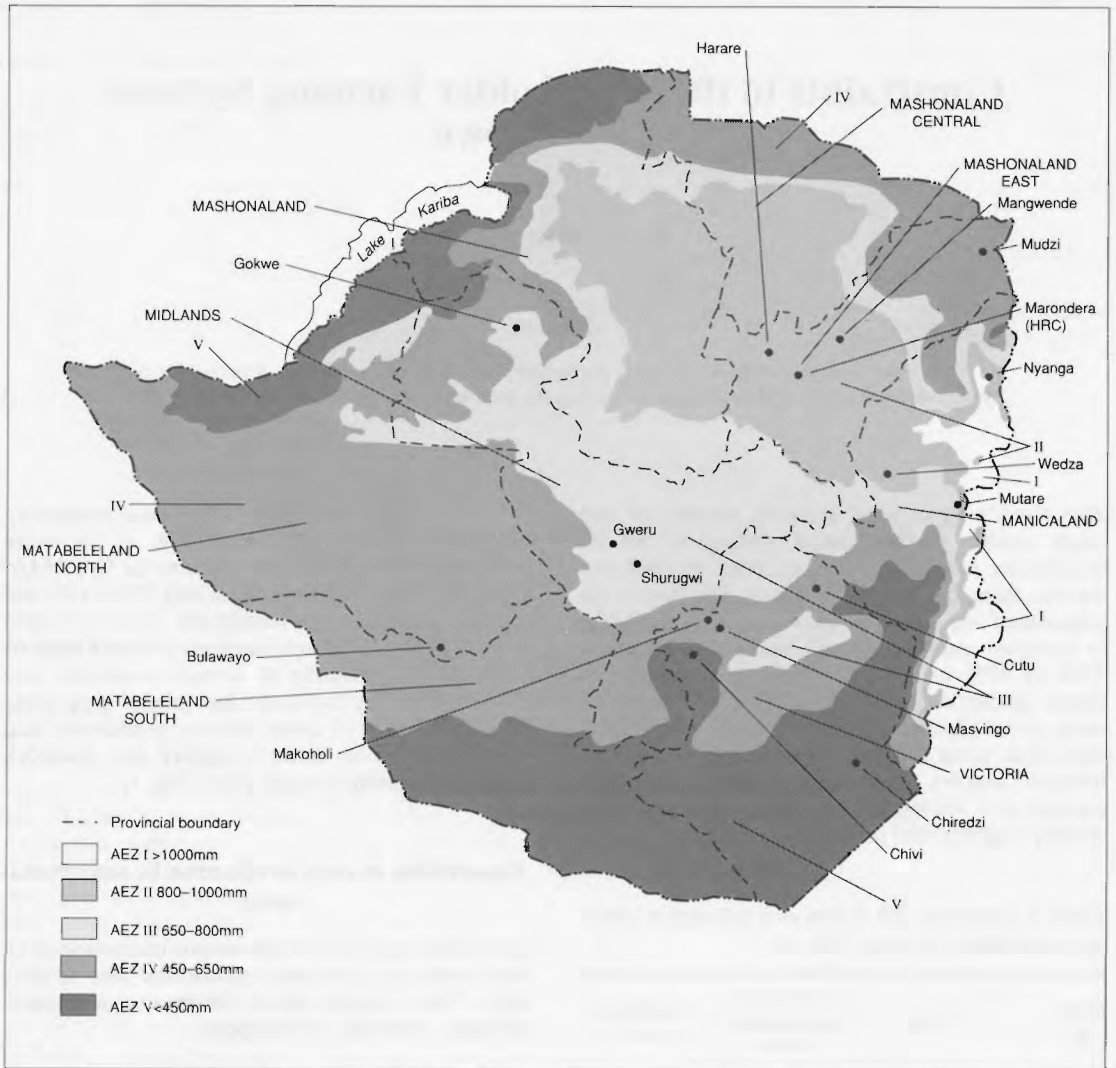 Harare
IV
MASHONALAND
CENTRAL
MASHONALAND
EAST
Mangwende
Mudzi
Marondera
(HRC)
Nyanga
II
Wedza
I
Mutare
MANICALAND
I
Cutu
III
Masvingo
VICTORIA
Chiredzi
Chivi
V
Lake Kariba
MASHONALAND
Gokwe
MIDLANDS
V
IV
MATABELELAND
NORTH
Gweru
Shurugwi
Bulawayo
MATABELELAND
SOUTH
Makoholi
Provincial boundary
AEZ I >1000mm
AEZ II 800–1000mm
AEZ III 650–800mm
AEZ IV 450–650mm
AEZ V<450mm